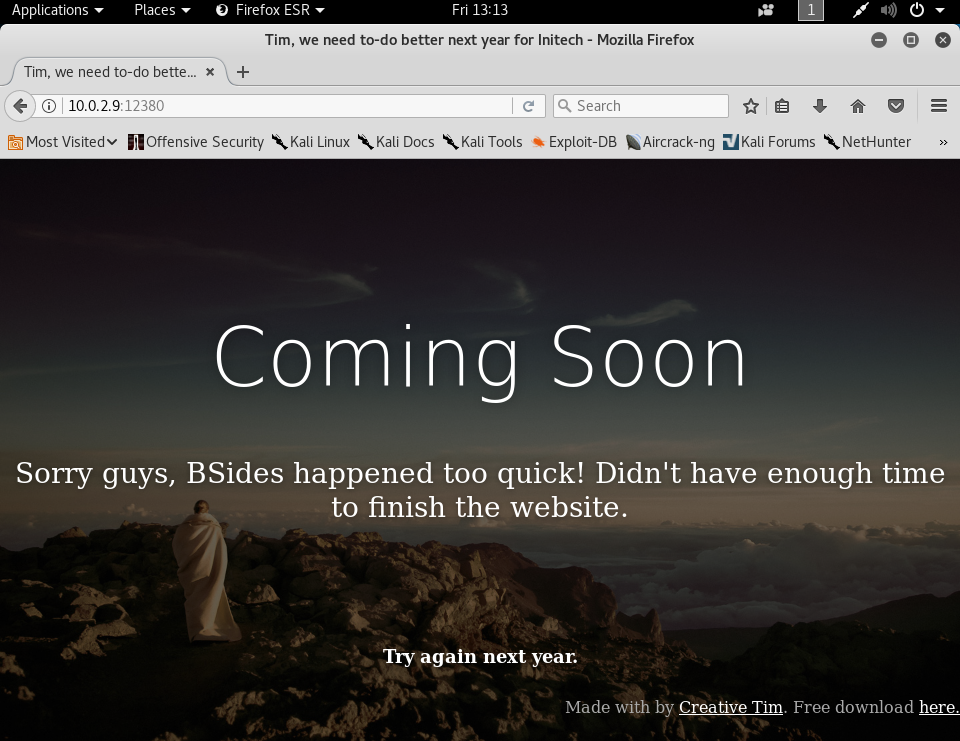 Applications Places Firefox ESR Fri 13:13 1
Tim, we need to-do better next year for Initech - Mozilla Firefox
Tim, we need to-do bette...
10.0.2.9:12380 Search
Most Visited Offensive Security Kali Linux Kali Docs Kali Tools Exploit-DB Aircrack-ng Kali Forums NetHunter »
Coming Soon
Sorry guys, BSides happened too quick! Didn't have enough time
to finish the website.
Try again next year.
Made with by Creative Tim. Free download here.